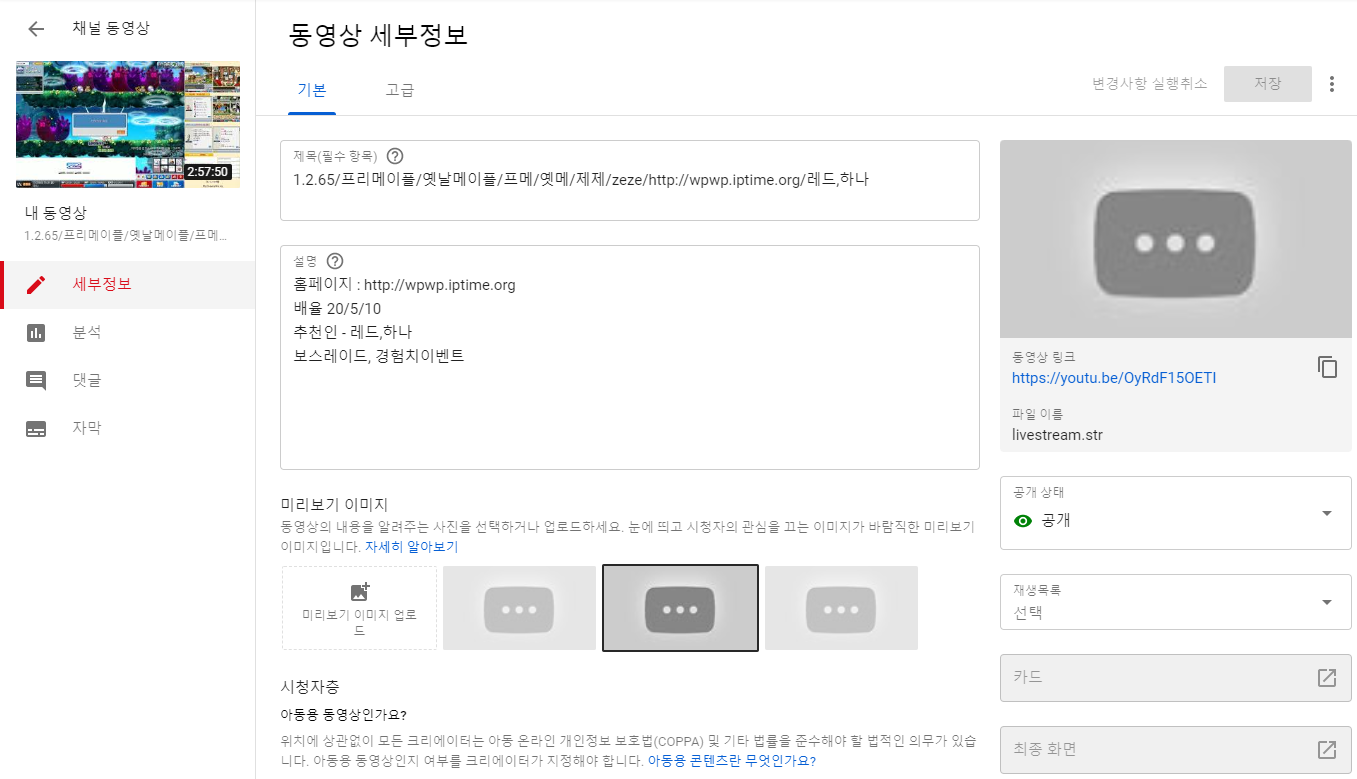 채널 동영상
2:57:50
내 동영상
1.2.65/프리메이플/옛날메이플/프메...
세부정보
분석
댓글
자막
동영상 세부정보
기본
고급
변경사항 실행취소
저장
제목(필수 항목)
1.2.65/프리메이플/옛날메이플/프메/옛메/제제/zeze/http://wpwp.iptime.org/레드,하나
설명
홈페이지 : http://wpwp.iptime.org
배율 20/5/10
추천인 - 레드,하나
보스레이드, 경험치이벤트
미리보기 이미지
동영상의 내용을 알려주는 사진을 선택하거나 업로드하세요. 눈에 띄고 시청자의 관심을 끄는 이미지가 바람직한 미리보기
이미지입니다. 자세히 알아보기
미리보기 이미지 업로
드
시청자층
아동용 동영상인가요?
위치에 상관없이 모든 크리에이터는 아동 온라인 개인정보 보호법(COPPA) 및 기타 법률을 준수해야 할 법적인 의무가 있습
니다. 아동용 동영상인지 여부를 크리에이터가 지정해야 합니다. 아동용 콘텐츠란 무엇인가요?
동영상 링크
https://youtu.be/OyRdF15OETI
파일 이름
livestream.str
공개 상태
공개
재생목록
선택
카드
최종 화면